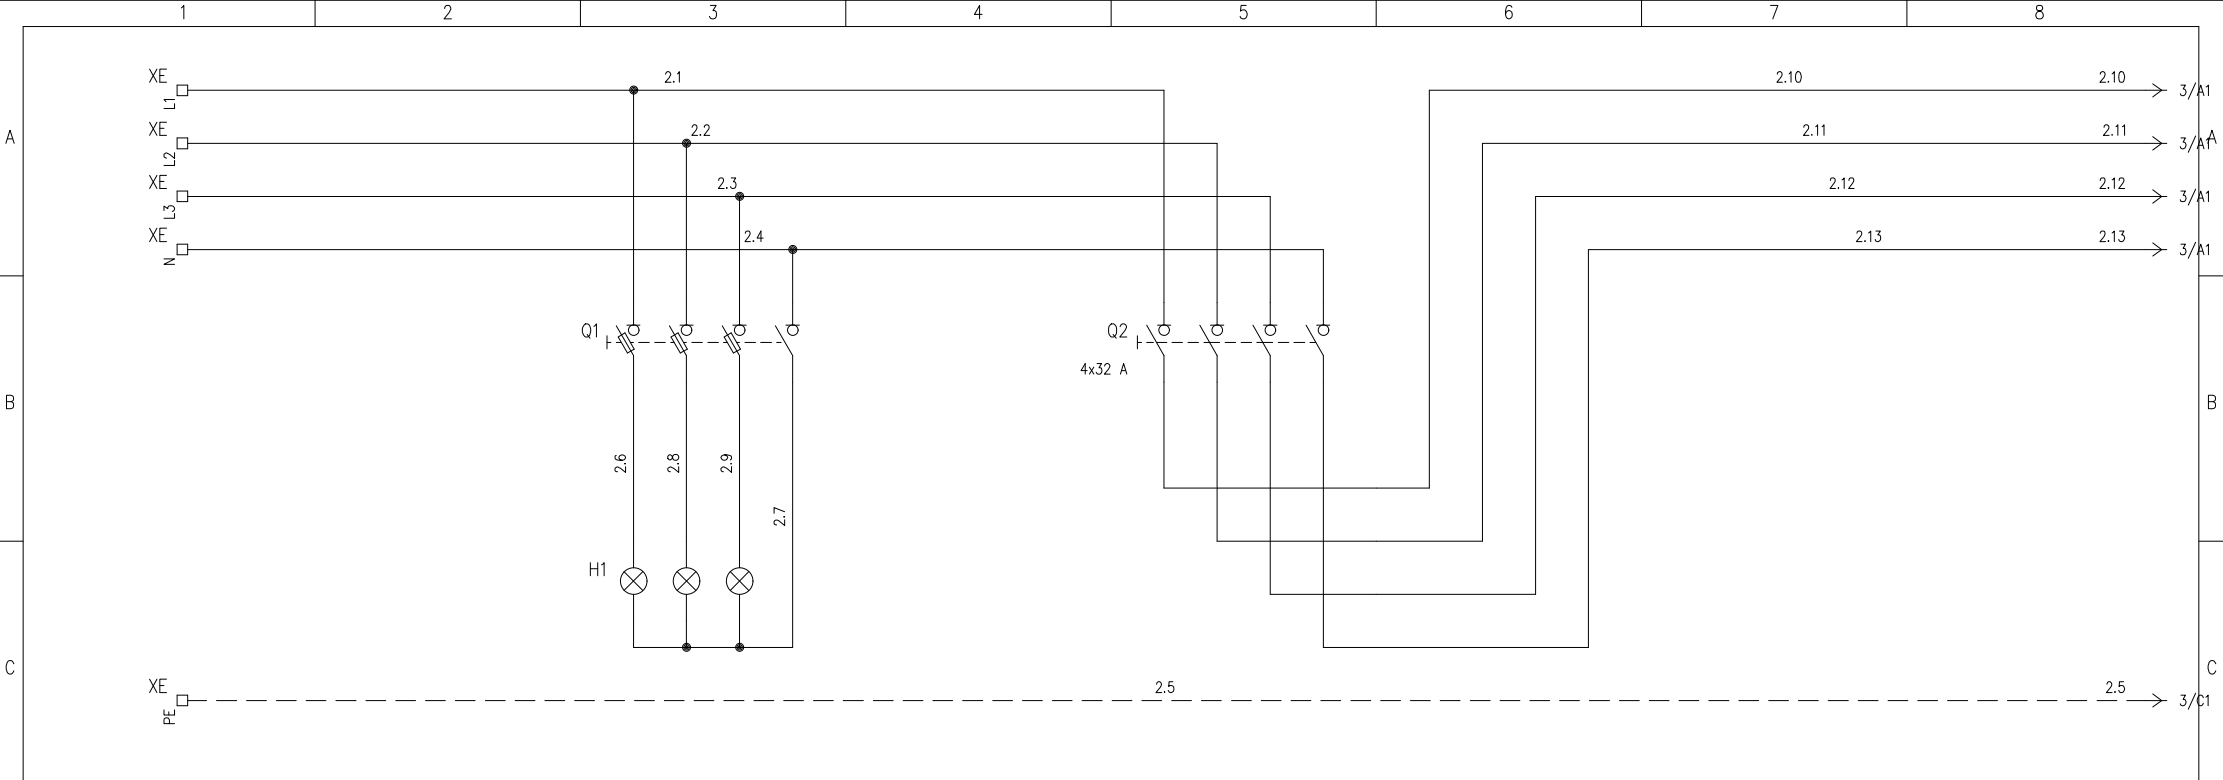 1 2 3 4 5 6 7 8
XE 2.1 2.10 2.10
L1 3/A1
XE 2.2 2.11 2.11
A L2 3/A1 A
XE 2.3 2.12 2.12
L3 3/A1
XE 2.4 2.13 2.13
N 3/A1
Q1 Q2
4x32 A
B B
2.6 2.8 2.9
2.7
H1
C C
XE 2.5 2.5
PE 3/C1